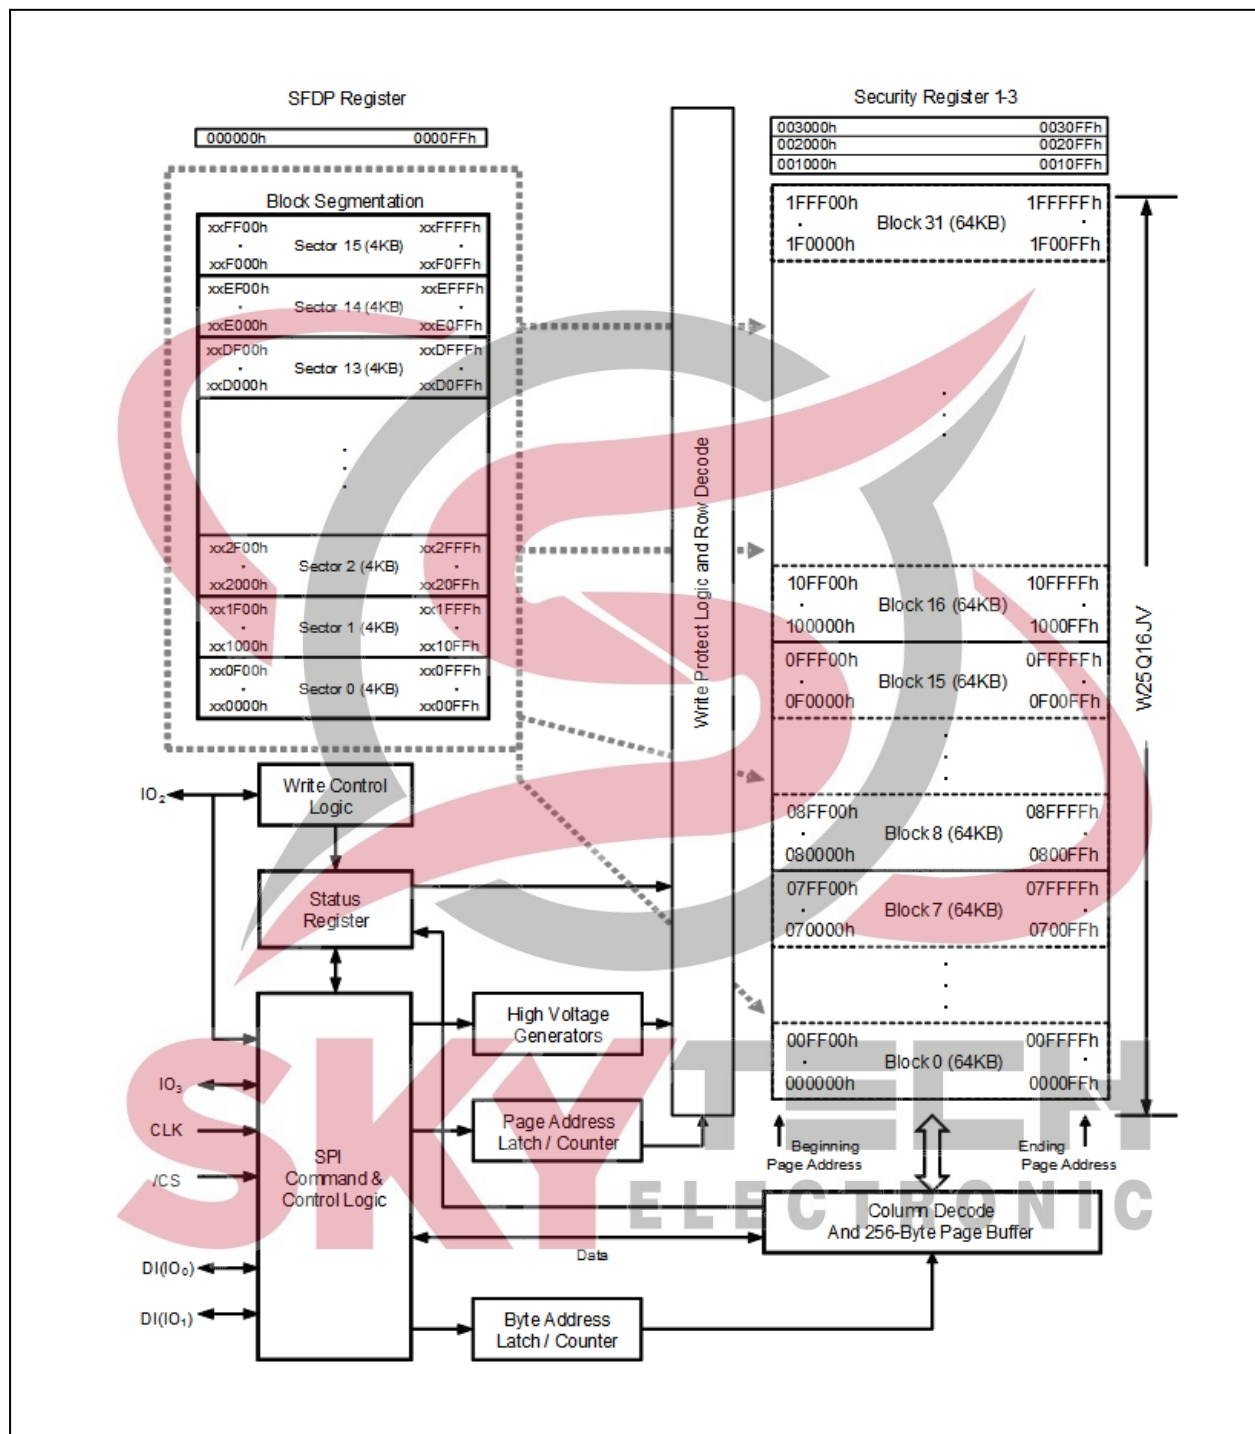 SFDP Register
000000h 0000FFh
Security Register 1-3
003000h 0030FFh
002000h 0020FFh
001000h 0010FFh
Block Segmentation
xxFF00h xxFFFFh
Sector 15 (4KB)
xxF000h xxF0FFh
xxEF00h xxEFFFh
Sector 14 (4KB)
xxE000h xxE0FFh
xxDF00h xxDFFFh
Sector 13 (4KB)
xxD000h xxD0FFh
xx2F00h xx2FFFh
Sector 2 (4KB)
xx2000h xx20FFh
xx1F00h xx1FFFh
Sector 1 (4KB)
xx1000h xx10FFh
xx0F00h xx0FFFh
Sector 0 (4KB)
xx0000h xx00FFh
Write Protect Logic and Row Decode
1FFF00h 1FFFFFh
Block 31 (64KB)
1F0000h 1F00FFh
10FF00h 10FFFFh
Block 16 (64KB)
100000h 1000FFh
0FFF00h 0FFFFFh
Block 15 (64KB)
0F0000h 0F00FFh
08FF00h 08FFFFh
Block 8 (64KB)
080000h 0800FFh
07FF00h 07FFFFh
Block 7 (64KB)
070000h 0700FFh
00FF00h 00FFFFh
Block 0 (64KB)
000000h 0000FFh
W25Q16JV
IO2
Write Control
Logic
Status
Register
High Voltage
Generators
IO3
CLK
/CS
DI(IO0)
DI(IO1)
SPI
Command &
Control Logic
Page Address
Latch / Counter
Beginning
Page Address
Ending
Page Address
Column Decode
And 256-Byte Page Buffer
Data
Byte Address
Latch / Counter
SKYTECH
ELECTRONIC